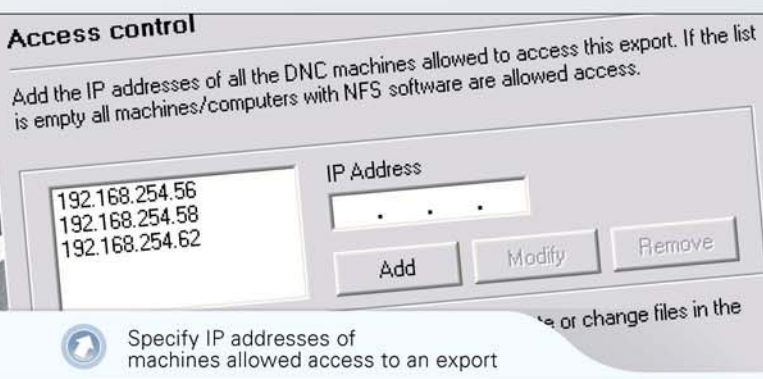 Access control
Add the IP addresses of all the DNC machines allowed to access this export. If the list
is empty all machines/computers with NFS software are allowed access.
192.168.254.56
192.168.254.58
192.168.254.62
IP Address
. . .
Add
Modify
Remove
or change files in the
Specify IP addresses of
machines allowed access to an export